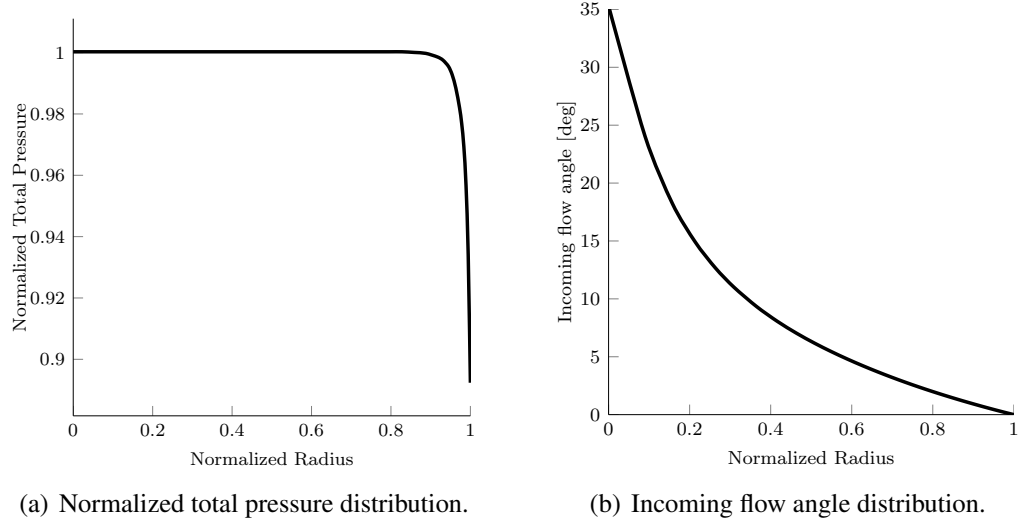 1
0.98
0.96
0.94
0.92
0.9
0 0.2 0.4 0.6 0.8 1
Normalized Total Pressure
Normalized Radius
(a) Normalized total pressure distribution.
35
30
25
20
15
10
5
0
0 0.2 0.4 0.6 0.8 1
Incoming flow angle [deg]
Normalized Radius
(b) Incoming flow angle distribution.